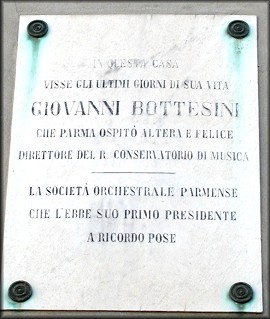 IN QUESTA CASA
VISSE GLI ULTIMI GIORNI DI SUA VITA
GIOVANNI BOTTESINI
CHE PARMA OSPITÒ ALTERA E FELICE
DIRETTORE DEL R. CONSERVATORIO DI MUSICA
LA SOCIETÀ ORCHESTRALE PARMENSE
CHE L'EBBE SUO PRIMO PRESIDENTE
A RICORDO POSE